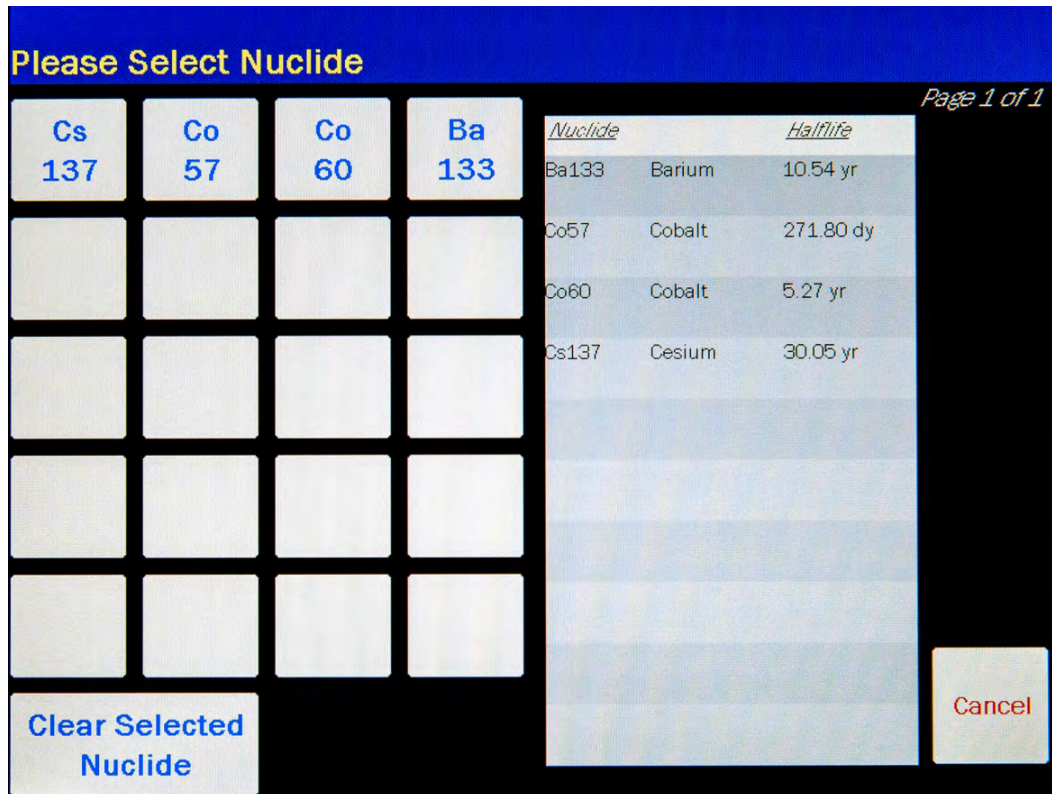 Please Select Nuclide
Page 1 of 1
Cs
137
Co
57
Co
60
Ba
133
Nuclide Halflife
Ba133 Barium 10.54 yr
Co57 Cobalt 271.80 dy
Co60 Cobalt 5.27 yr
Cs137 Cesium 30.05 yr
Clear Selected
Nuclide
Cancel